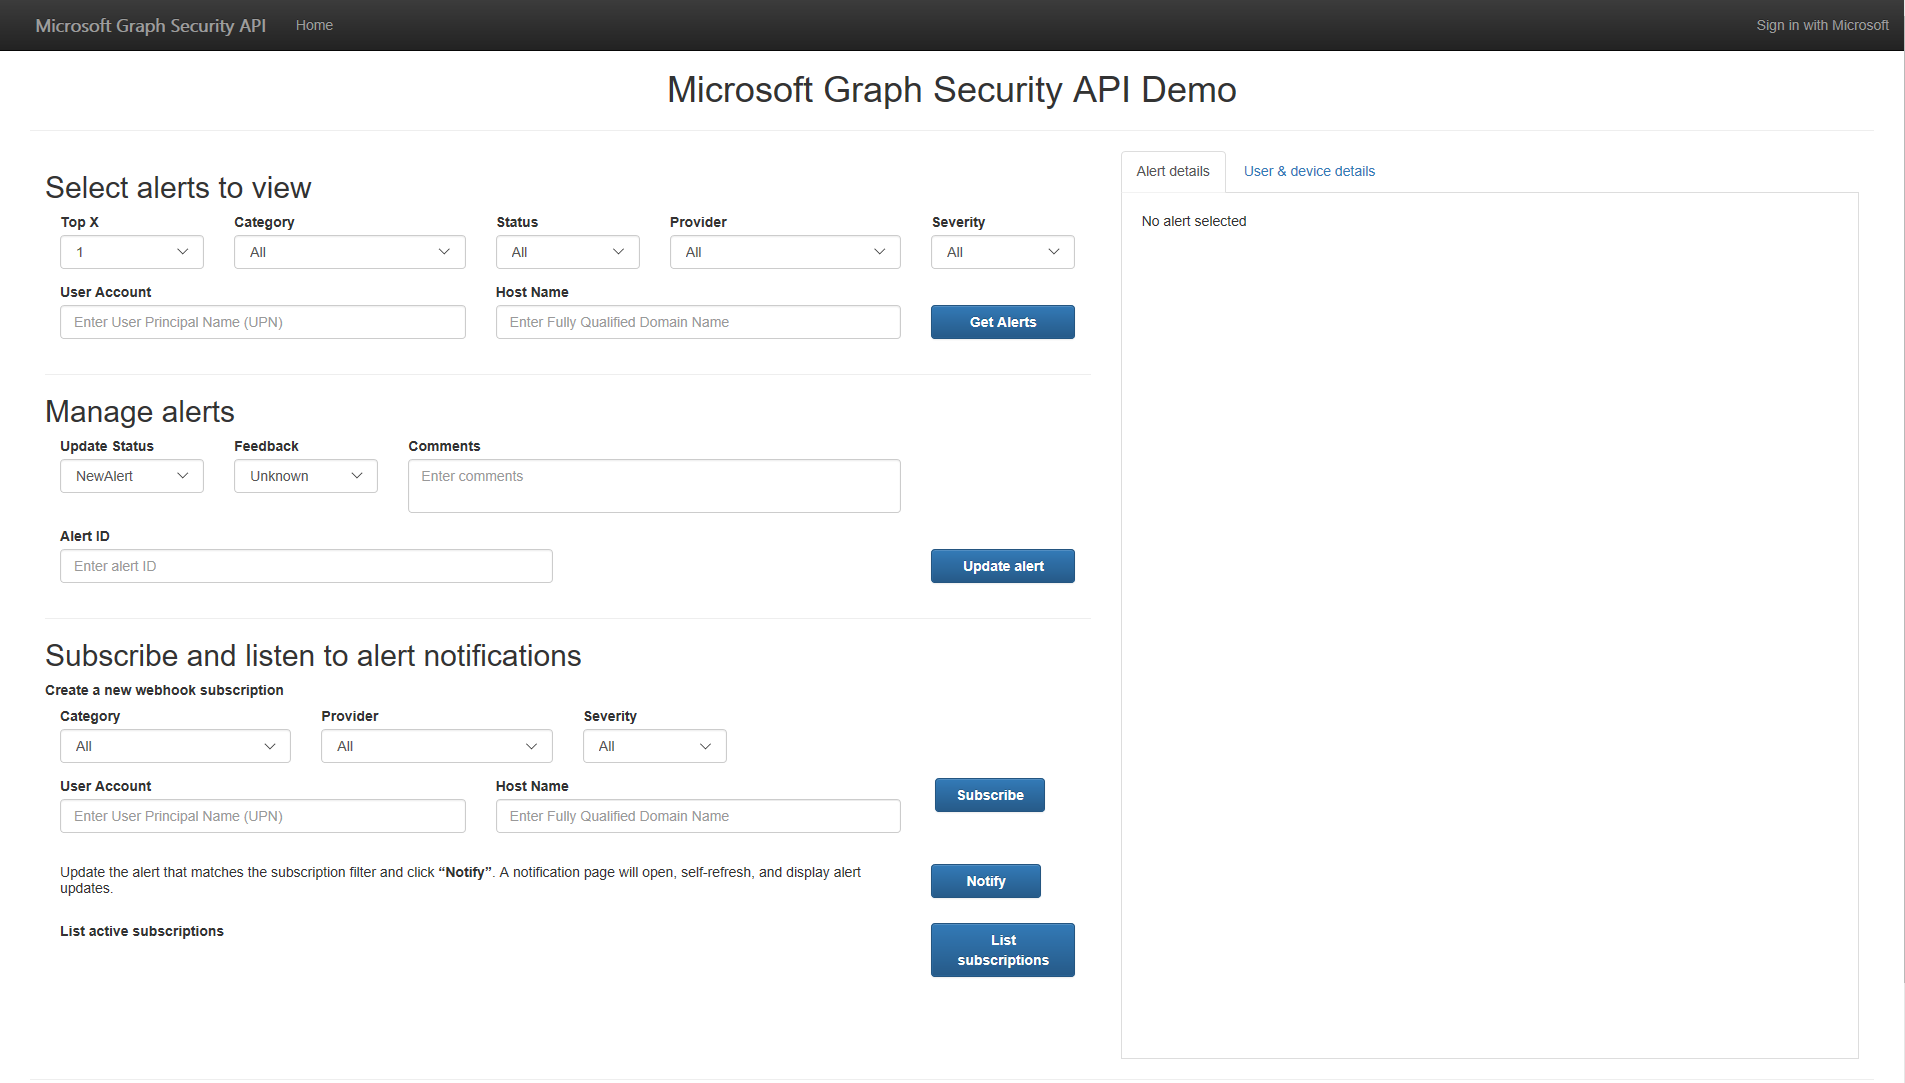 Microsoft Graph Security API Home Sign in with Microsoft
Microsoft Graph Security API Demo
Select alerts to view
Top X Category Status Provider Severity
1 All All All All
User Account Host Name
Enter User Principal Name (UPN) Enter Fully Qualified Domain Name Get Alerts
Manage alerts
Update Status Feedback Comments
NewAlert Unknown Enter comments
Alert ID
Enter alert ID Update alert
Subscribe and listen to alert notifications
Create a new webhook subscription
Category Provider Severity
All All All
User Account Host Name
Enter User Principal Name (UPN) Enter Fully Qualified Domain Name Subscribe
Update the alert that matches the subscription filter and click “Notify”. A notification page will open, self-refresh, and display alert
updates.
Notify
List active subscriptions
List
subscriptions
Alert details User & device details
No alert selected